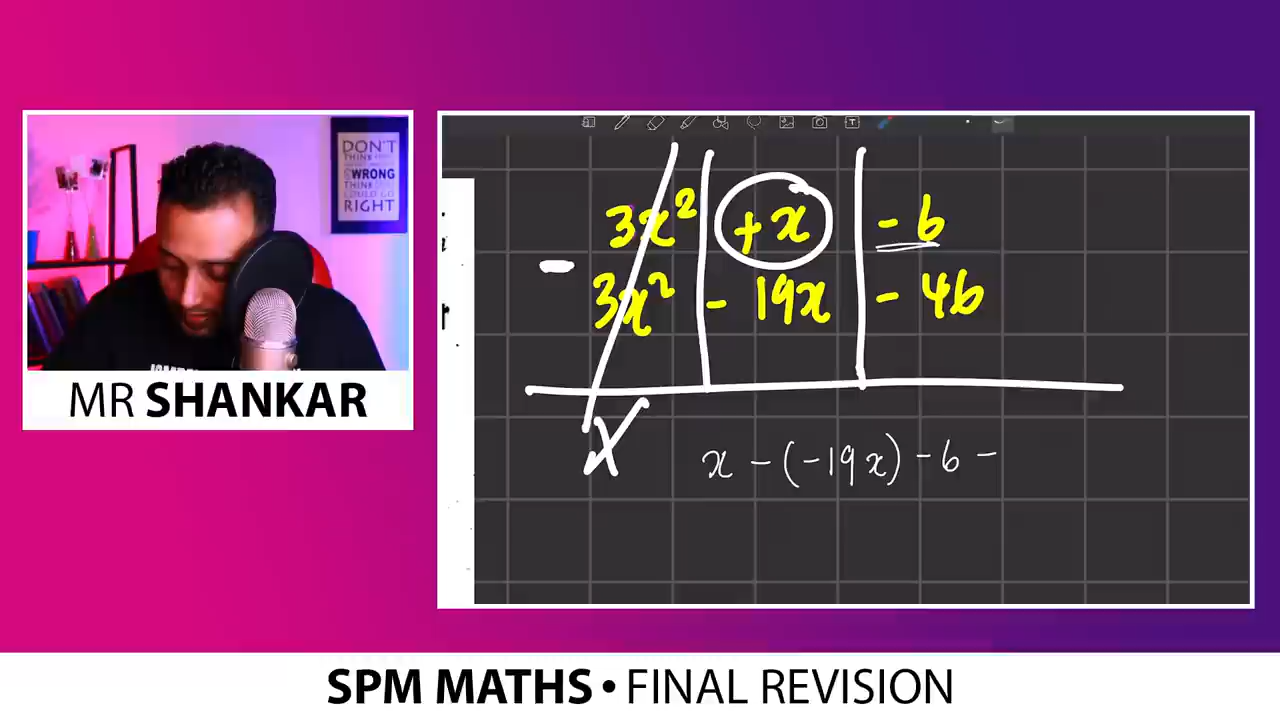 DON'T
THINK
WRONG
THINK
COULD GO
RIGHT
3x² + x - 6
-
3x² - 19x - 46
x - (-19x) - 6 -
MR SHANKAR
SPM MATHS • FINAL REVISION